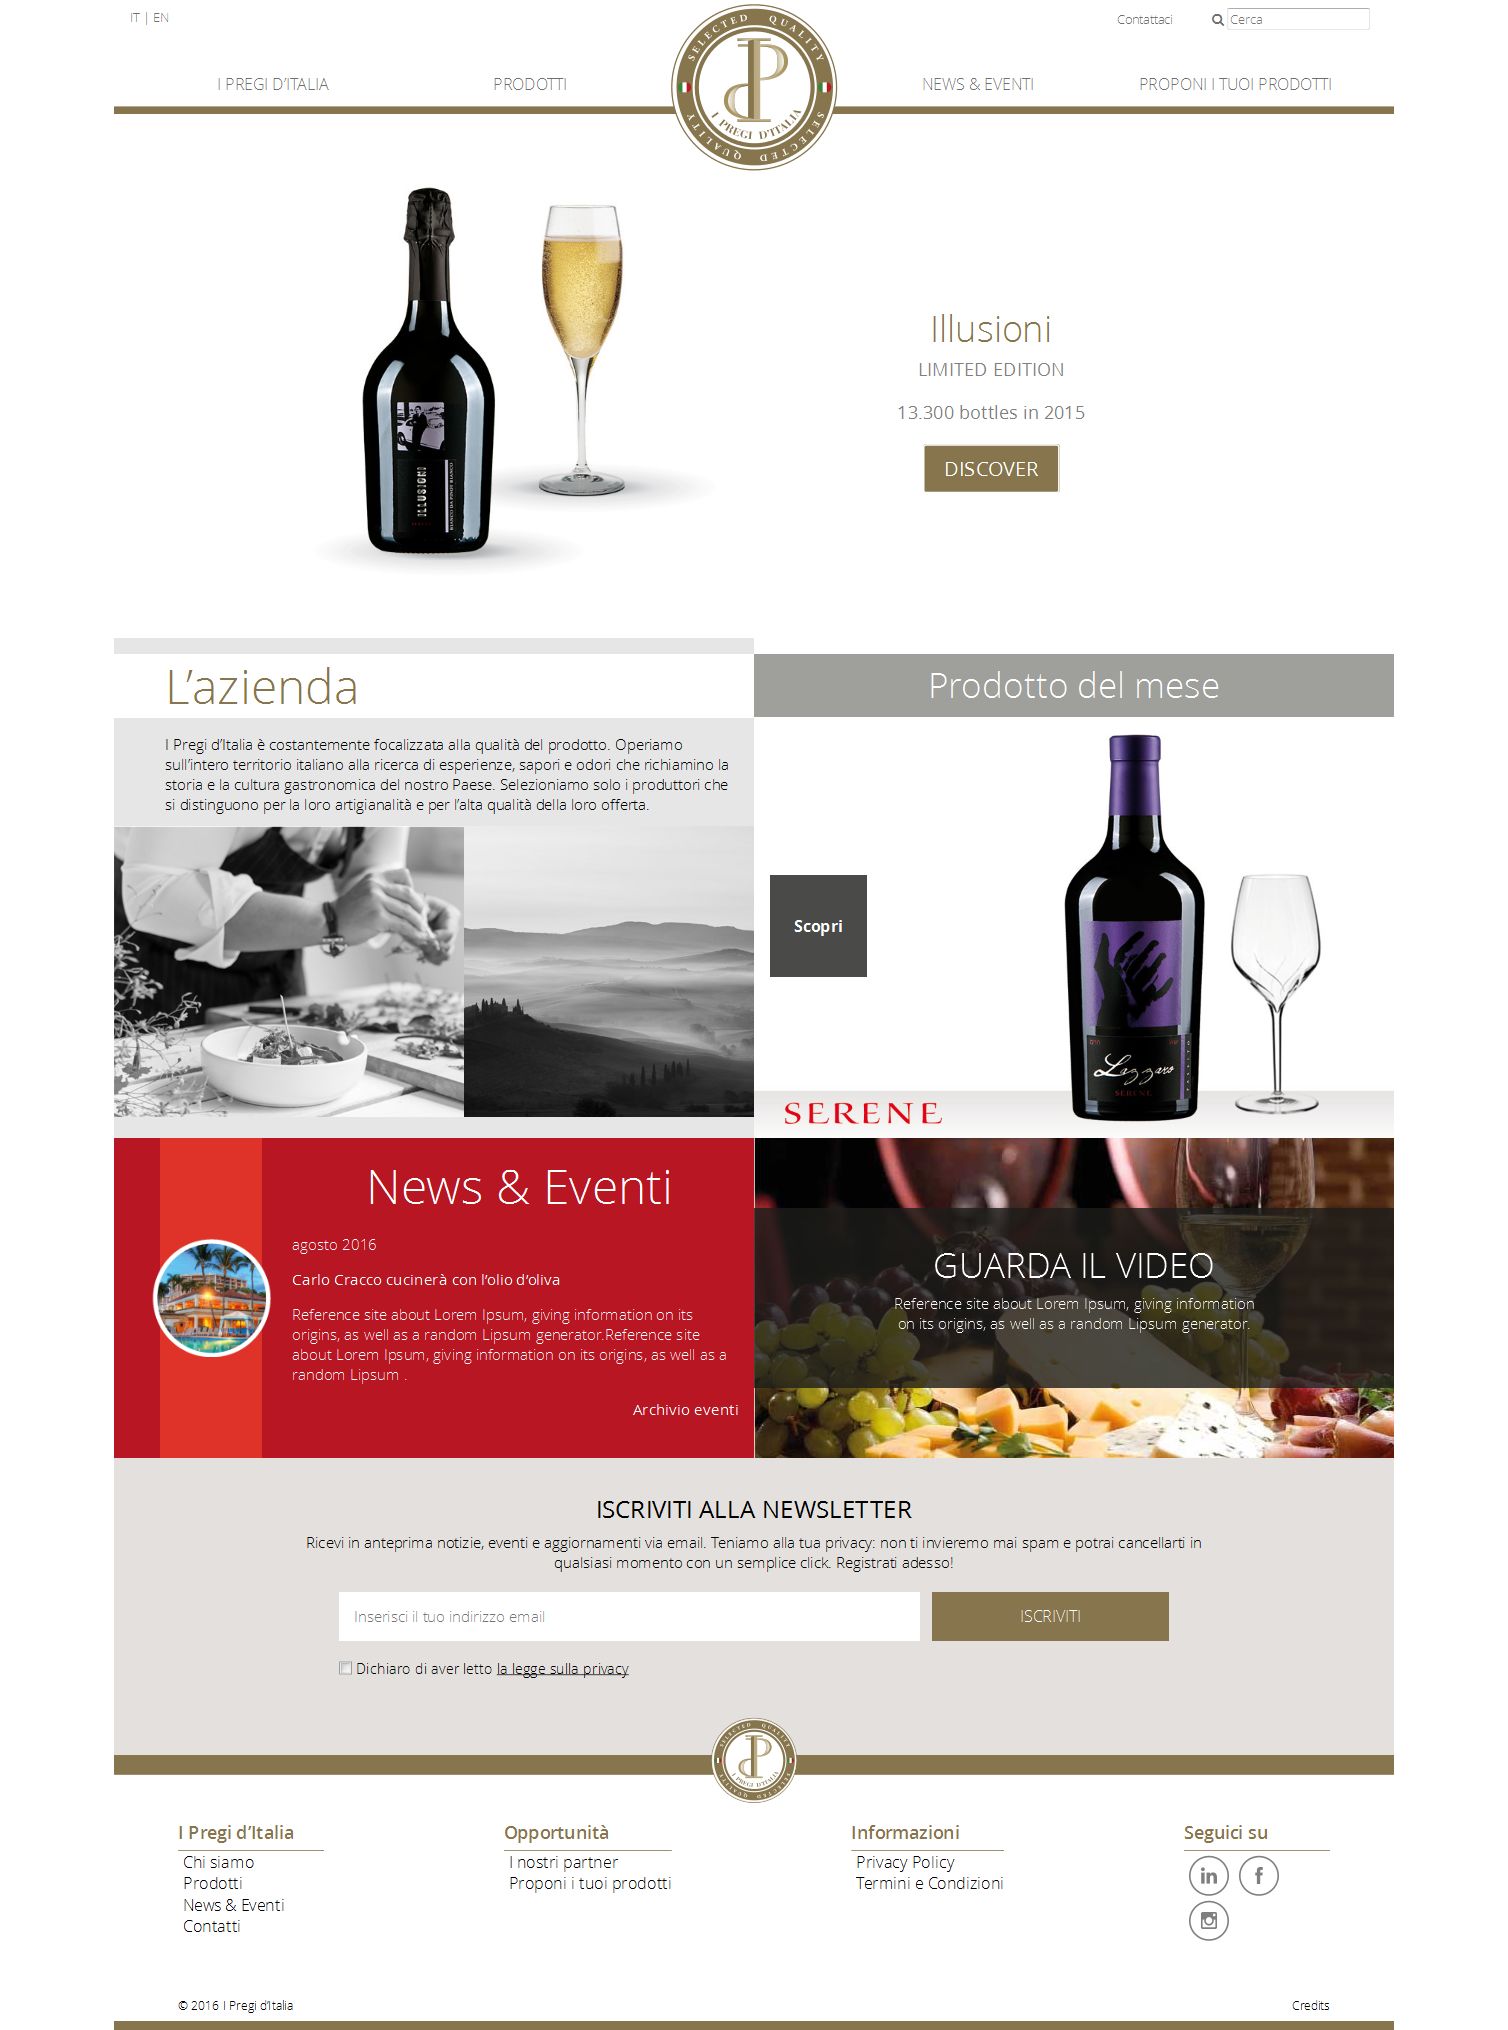 IT | EN
Contattaci
Cerca
I PREGI D'ITALIA
PRODOTTI
NEWS & EVENTI
PROPONI I TUOI PRODOTTI
SELECTED QUALITY
I PREGI D'ITALIA
SELECTED QUALITY
Illusioni
LIMITED EDITION
13.300 bottles in 2015
DISCOVER
ILLUSIONI
BIANCO DA PINOT BIANCO
SERENE
L'azienda
Prodotto del mese
I Pregi d'Italia è costantemente focalizzata alla qualità del prodotto. Operiamo
sull'intero territorio italiano alla ricerca di esperienze, sapori e odori che richiamino la
storia e la cultura gastronomica del nostro Paese. Selezioniamo solo i produttori che
si distinguono per la loro artigianalità e per l'alta qualità della loro offerta.
Scopri
Lazzaro
PASSITO
SERENE
SERENE
News & Eventi
agosto 2016
Carlo Cracco cucinerà con l'olio d'oliva
Reference site about Lorem Ipsum, giving information on its
origins, as well as a random Lipsum generator.Reference site
about Lorem Ipsum, giving information on its origins, as well as a
random Lipsum .
Archivio eventi
GUARDA IL VIDEO
Reference site about Lorem Ipsum, giving information
on its origins, as well as a random Lipsum generator.
ISCRIVITI ALLA NEWSLETTER
Ricevi in anteprima notizie, eventi e aggiornamenti via email. Teniamo alla tua privacy: non ti invieremo mai spam e potrai cancellarti in
qualsiasi momento con un semplice click. Registrati adesso!
Inserisci il tuo indirizzo email
ISCRIVITI
Dichiaro di aver letto la legge sulla privacy
SELECTED QUALITY
I PREGI D'ITALIA
SELECTED QUALITY
I Pregi d'Italia
Chi siamo
Prodotti
News & Eventi
Contatti
Opportunità
I nostri partner
Proponi i tuoi prodotti
Informazioni
Privacy Policy
Termini e Condizioni
Seguici su
in
f
© 2016 I Pregi d'Italia
Credits